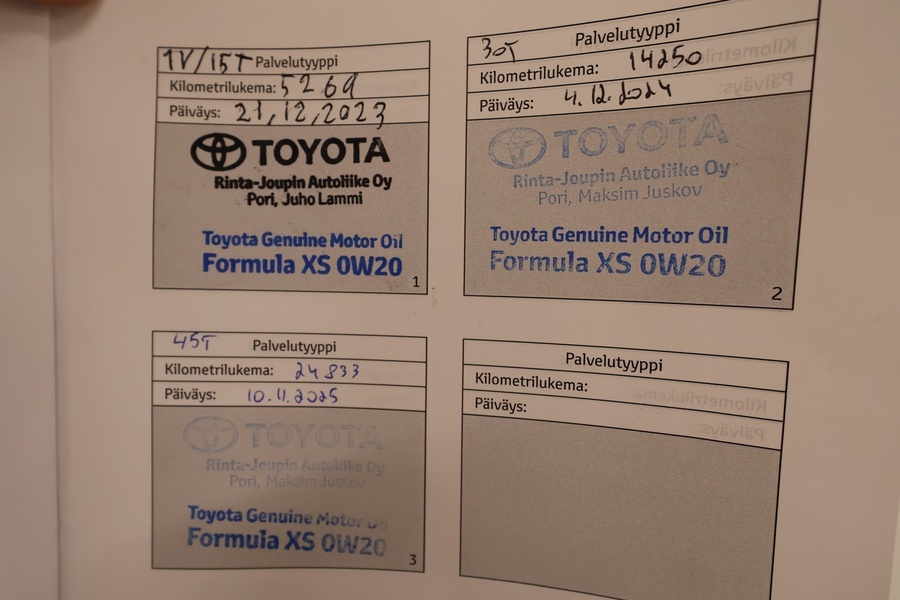 1V/15T Palvelutyyppi
Kilometrilukema: 5269
Päiväys: 21,12,2023
TOYOTA
Rinta-Joupin Autoliike Oy
Pori, Juho Lammi
Toyota Genuine Motor Oil
Formula XS 0W20
1
30T Palvelutyyppi
Kilometrilukema: 14250
Päiväys: 4.12.2024
TOYOTA
Rinta-Joupin Autoliike Oy
Pori, Maksim Juskov
Toyota Genuine Motor Oil
Formula XS 0W20
2
45T Palvelutyyppi
Kilometrilukema: 24833
Päiväys: 10.11.2025
TOYOTA
Rinta-Joupin Autoliike Oy
Pori, Maksim Juskov
Toyota Genuine Motor Oil
Formula XS 0W20
3
Palvelutyyppi
Kilometrilukema:
Päiväys: